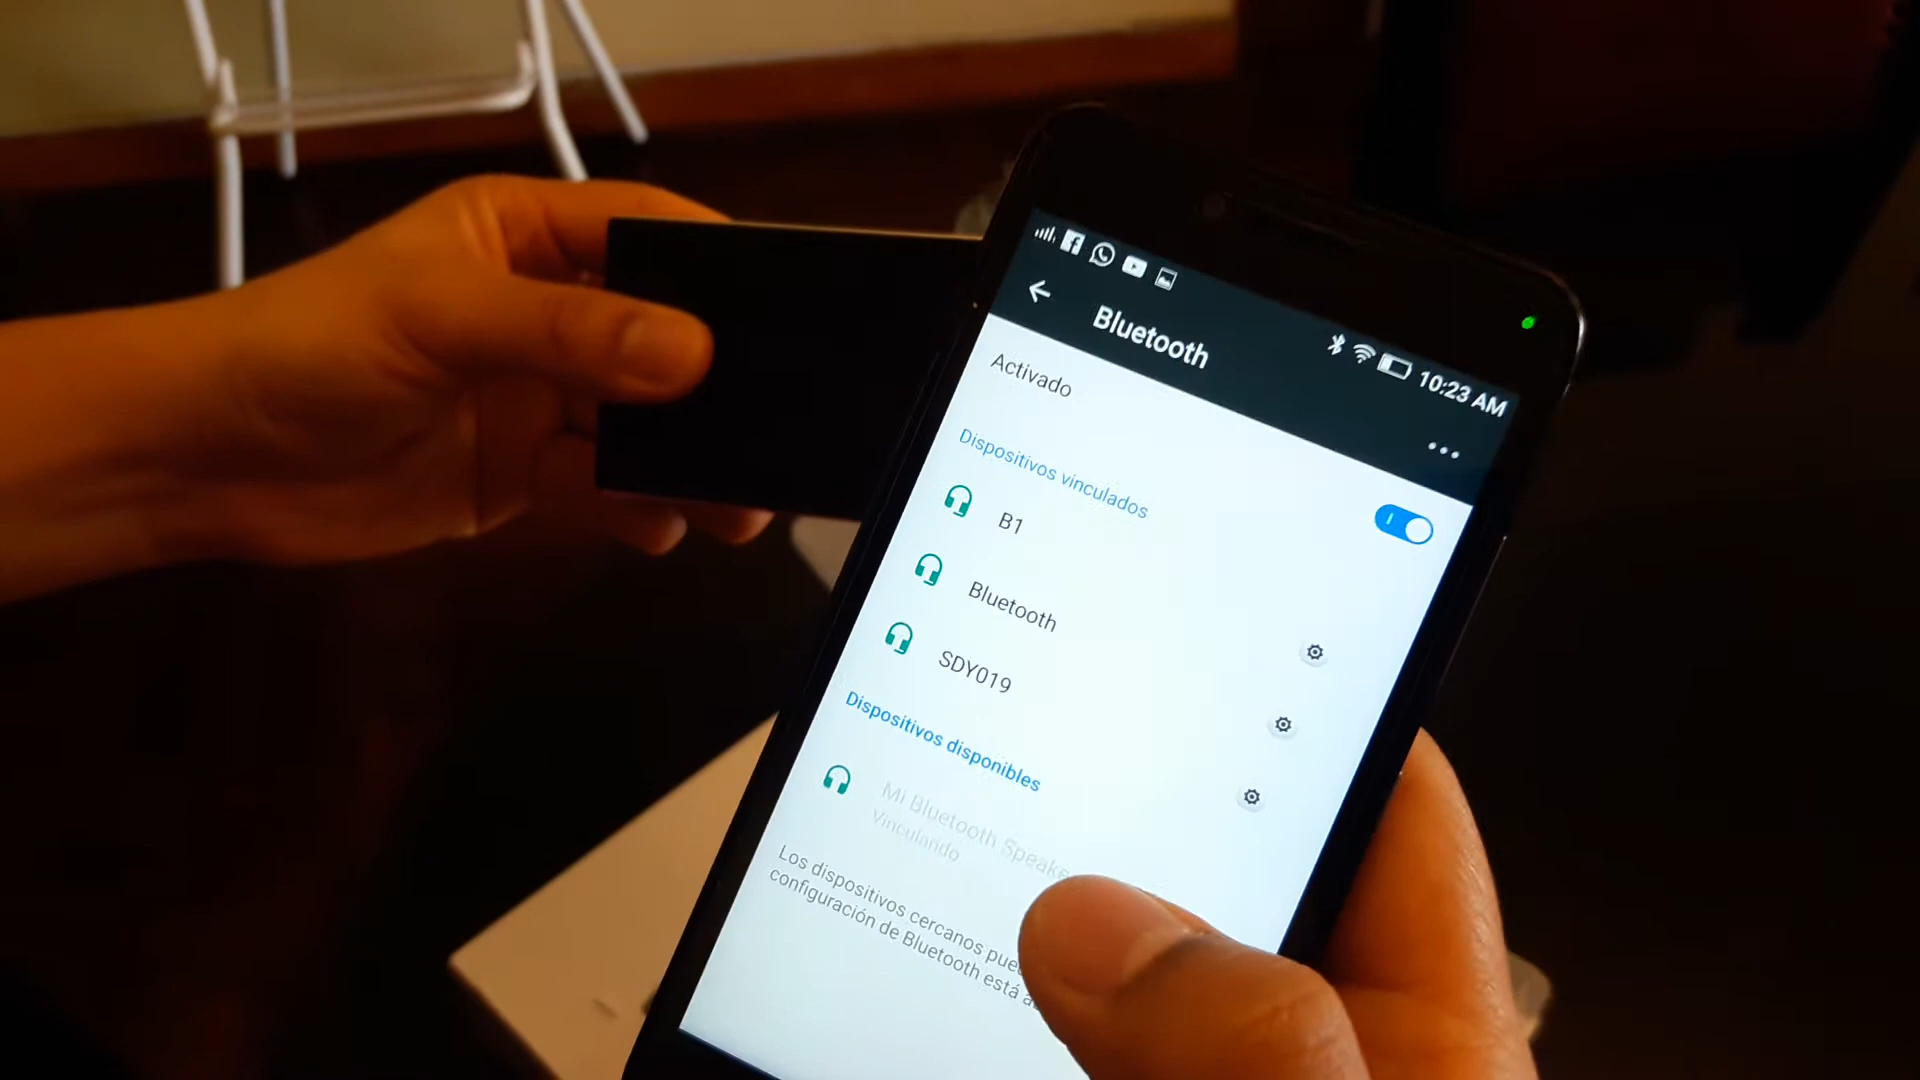 10:23 AM
Bluetooth
Activado
Dispositivos vinculados
B1
Bluetooth
SDY019
Dispositivos disponibles
Mi Bluetooth Speake
Vinculando
Los dispositivos cercanos pue
configuración de Bluetooth está a